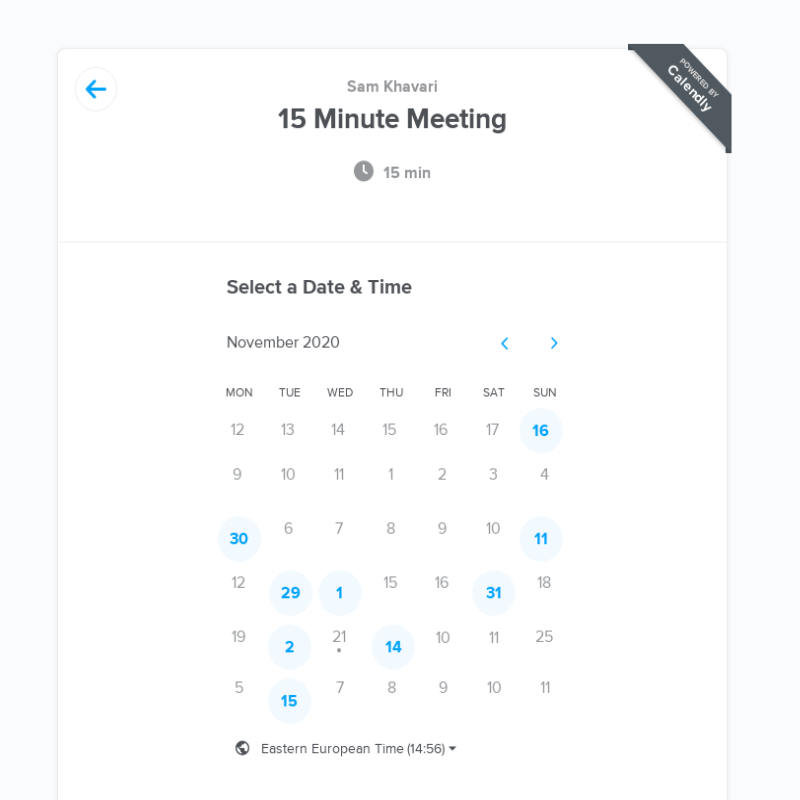 POWERED BY
Calendly
Sam Khavari
15 Minute Meeting
15 min
Select a Date & Time
November 2020
MON TUE WED THU FRI SAT SUN
12 13 14 15 16 17 16
9 10 11 1 2 3 4
30 6 7 8 9 10 11
12 29 1 15 16 31 18
19 2 21 14 10 11 25
5 15 7 8 9 10 11
Eastern European Time (14:56)